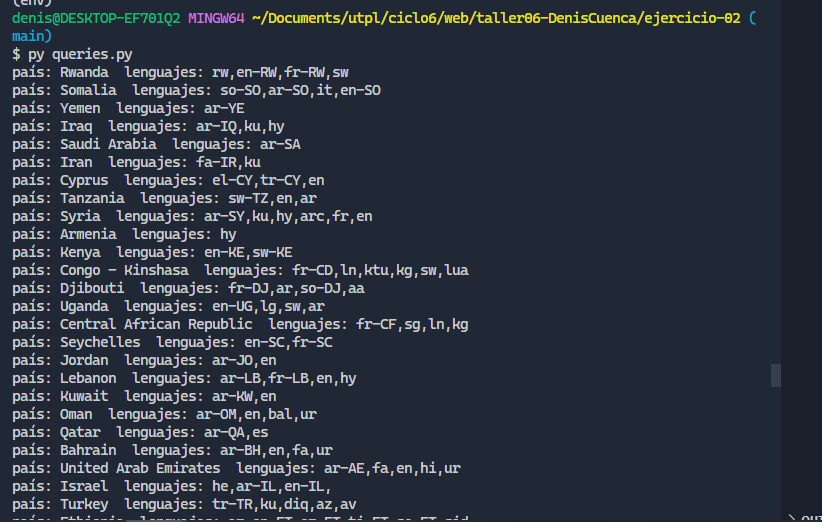 (env)
denis@DESKTOP-EF701Q2 MINGW64 ~/Documents/utpl/ciclo6/web/taller06-DenisCuenca/ejercicio-02 (
main)
$ py queries.py
país: Rwanda  lenguajes: rw,en-RW,fr-RW,sw
país: Somalia  lenguajes: so-SO,ar-SO,it,en-SO
país: Yemen  lenguajes: ar-YE
país: Iraq  lenguajes: ar-IQ,ku,hy
país: Saudi Arabia  lenguajes: ar-SA
país: Iran  lenguajes: fa-IR,ku
país: Cyprus  lenguajes: el-CY,tr-CY,en
país: Tanzania  lenguajes: sw-TZ,en,ar
país: Syria  lenguajes: ar-SY,ku,hy,arc,fr,en
país: Armenia  lenguajes: hy
país: Kenya  lenguajes: en-KE,sw-KE
país: Congo - Kinshasa  lenguajes: fr-CD,ln,ktu,kg,sw,lua
país: Djibouti  lenguajes: fr-DJ,ar,so-DJ,aa
país: Uganda  lenguajes: en-UG,lg,sw,ar
país: Central African Republic  lenguajes: fr-CF,sg,ln,kg
país: Seychelles  lenguajes: en-SC,fr-SC
país: Jordan  lenguajes: ar-JO,en
país: Lebanon  lenguajes: ar-LB,fr-LB,en,hy
país: Kuwait  lenguajes: ar-KW,en
país: Oman  lenguajes: ar-OM,en,bal,ur
país: Qatar  lenguajes: ar-QA,es
país: Bahrain  lenguajes: ar-BH,en,fa,ur
país: United Arab Emirates  lenguajes: ar-AE,fa,en,hi,ur
país: Israel  lenguajes: he,ar-IL,en-IL,
país: Turkey  lenguajes: tr-TR,ku,diq,az,av
país: Ethiopia  lenguajes: